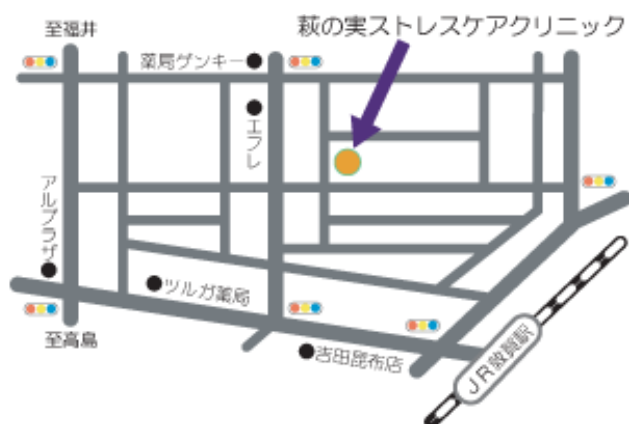 萩の実ストレスケアクリニック
至福井
薬局ゲンキー
エフレ
アルプラザ
ツルガ薬局
至高島
吉田昆布店
JR敦賀駅